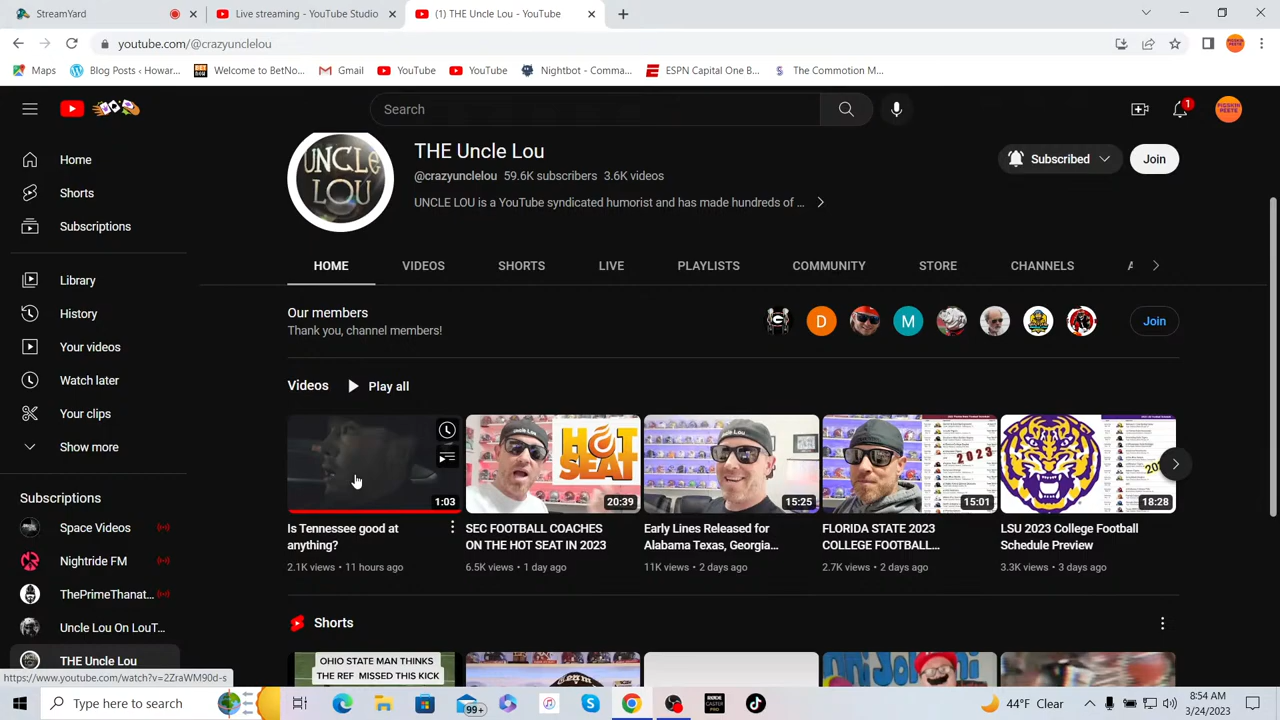 StreamYard
Live streaming - YouTube Studio
(1) THE Uncle Lou - YouTube
youtube.com/@crazyunclelou
Maps
Blog Posts ‹ Howar...
Welcome to BetNo...
Gmail
YouTube
YouTube
Nightbot - Comma...
ESPN Capital One B...
The Commotion M...
Search
1
PIGSKIN
PEETE
Home
Shorts
Subscriptions
Library
History
Your videos
Watch later
Your clips
Show more
Subscriptions
Space Videos
Nightride FM
ThePrimeThanat...
Uncle Lou On LouT...
THE Uncle Lou
UNCLE
LOU
THE Uncle Lou
@crazyunclelou 59.6K subscribers 3.6K videos
UNCLE LOU is a YouTube syndicated humorist and has made hundreds of ...
Subscribed
Join
HOME
VIDEOS
SHORTS
LIVE
PLAYLISTS
COMMUNITY
STORE
CHANNELS
Our members
Thank you, channel members!
D
M
Join
Videos
Play all
1:03
Is Tennessee good at
anything?
2.1K views • 11 hours ago
HOT
SEAT
20:39
SEC FOOTBALL COACHES
ON THE HOT SEAT IN 2023
6.5K views • 1 day ago
15:25
Early Lines Released for
Alabama Texas, Georgia...
11K views • 2 days ago
2023
15:01
FLORIDA STATE 2023
COLLEGE FOOTBALL...
2.7K views • 2 days ago
18:28
LSU 2023 College Football
Schedule Preview
3.3K views • 3 days ago
Shorts
OHIO STATE MAN THINKS
THE REF MISSED THIS KICK
https://www.youtube.com/watch?v=2ZraWM90d-s
Type here to search
99+
44°F Clear
8:54 AM
3/24/2023